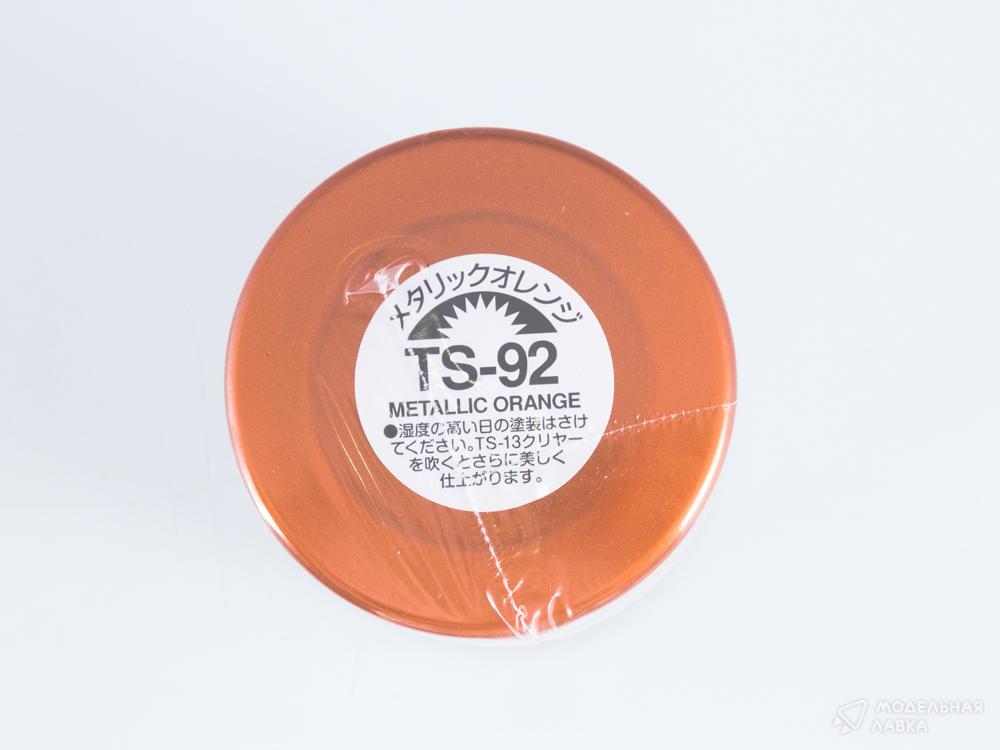 メタリックオレンジ
TS-92
METALLIC ORANGE
●湿度の高い日の塗装はさけ
てください。TS-13クリヤー
を吹くとさらに美しく
仕上がります。
МОДЕЛЬНАЯ
ЛАВКА